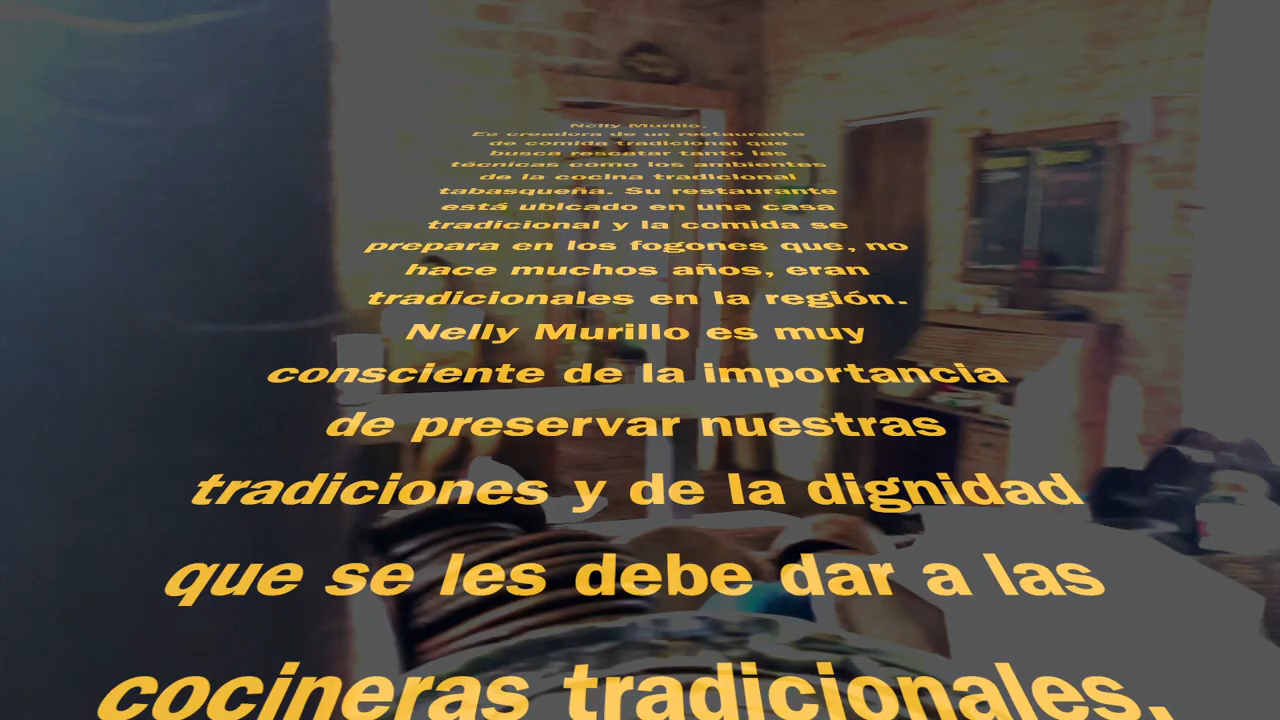 Nelly Murillo.
Es creadora de un restaurante
de comida tradicional que
busca rescatar tanto las
técnicas como los ambientes
de la cocina tradicional
tabasqueña. Su restaurante
está ubicado en una casa
tradicional y la comida se
prepara en los fogones que, no
hace muchos años, eran
tradicionales en la región.
Nelly Murillo es muy
consciente de la importancia
de preservar nuestras
tradiciones y de la dignidad
que se les debe dar a las
cocineras tradicionales.